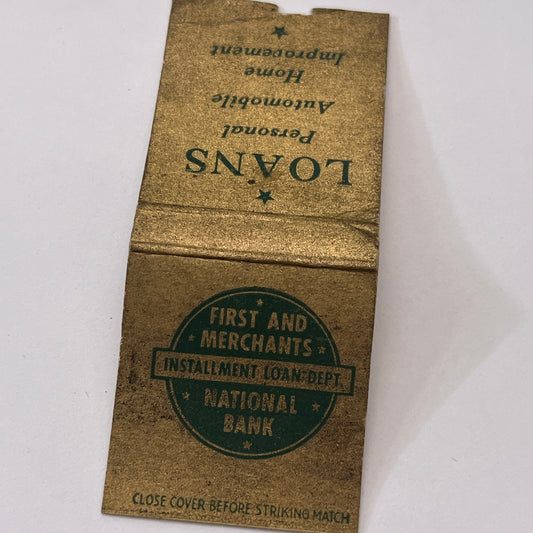 ★
LOANS
Personal
Automobile
Home
Improvement
★
FIRST AND
MERCHANTS
INSTALLMENT LOAN DEPT.
NATIONAL
BANK
CLOSE COVER BEFORE STRIKING MATCH